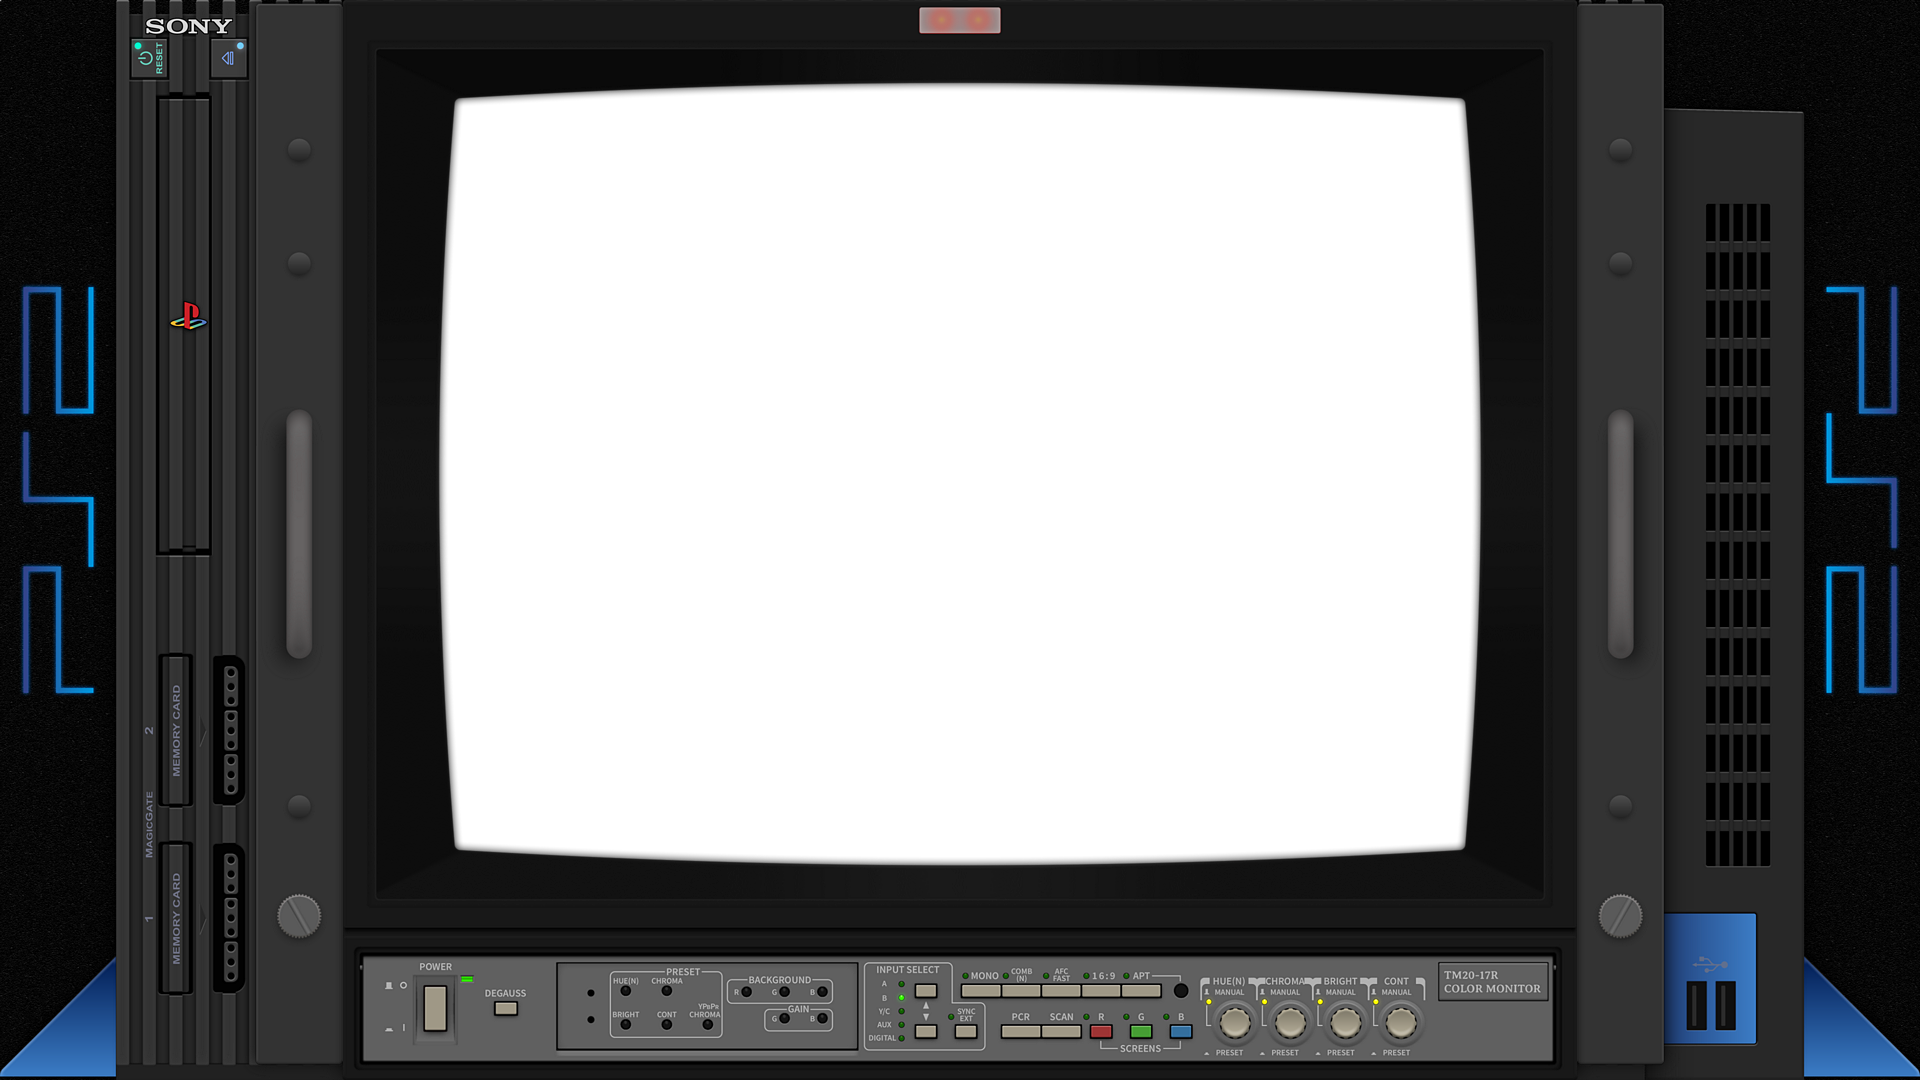 SONY
RESET
PS2
PS2
2
MEMORY CARD
MAGICGATE
1
MEMORY CARD
POWER
DEGAUSS
PRESET
HUE(N) CHROMA
BRIGHT CONT YPBPR CHROMA
BACKGROUND
R G B
GAIN
G B
INPUT SELECT
A
B
Y/C
AUX
DIGITAL
SYNC
EXT
MONO COMB (N) AFC FAST 16:9 APT
PCR SCAN R G B
SCREENS
HUE(N) CHROMA BRIGHT CONT
MANUAL MANUAL MANUAL MANUAL
PRESET PRESET PRESET PRESET
TM20-17R
COLOR MONITOR